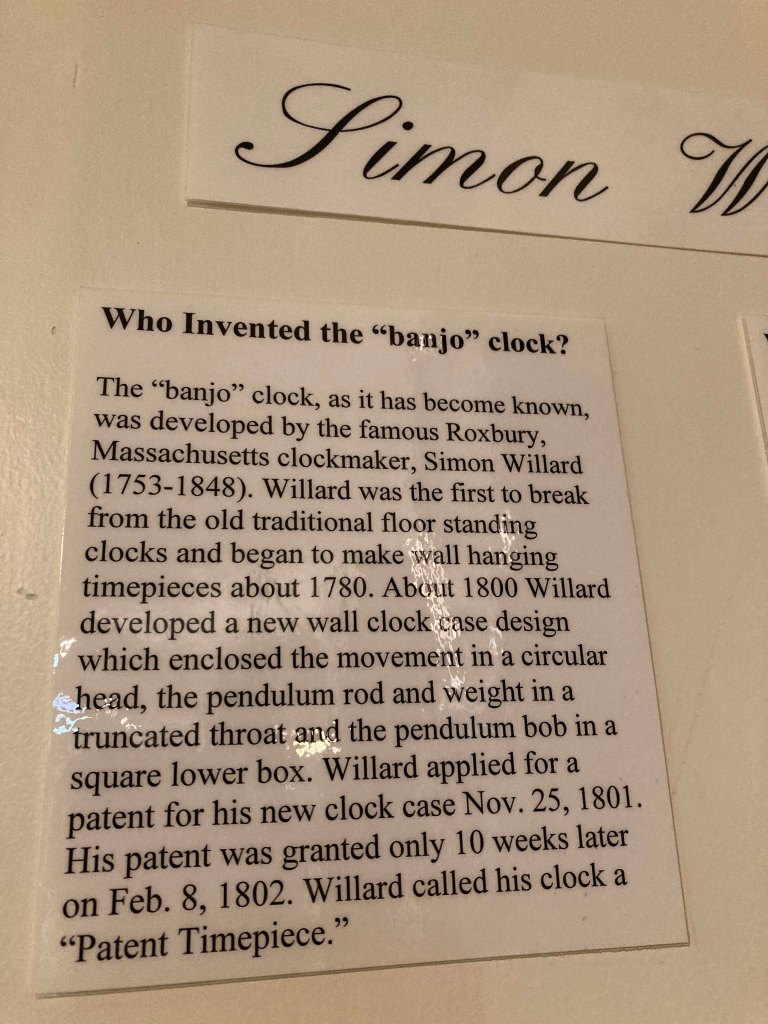 Simon W
Who Invented the “banjo” clock?
The “banjo” clock, as it has become known,
was developed by the famous Roxbury,
Massachusetts clockmaker, Simon Willard
(1753-1848). Willard was the first to break
from the old traditional floor standing
clocks and began to make wall hanging
timepieces about 1780. About 1800 Willard
developed a new wall clock case design
which enclosed the movement in a circular
head, the pendulum rod and weight in a
truncated throat and the pendulum bob in a
square lower box. Willard applied for a
patent for his new clock case Nov. 25, 1801.
His patent was granted only 10 weeks later
on Feb. 8, 1802. Willard called his clock a
“Patent Timepiece.”